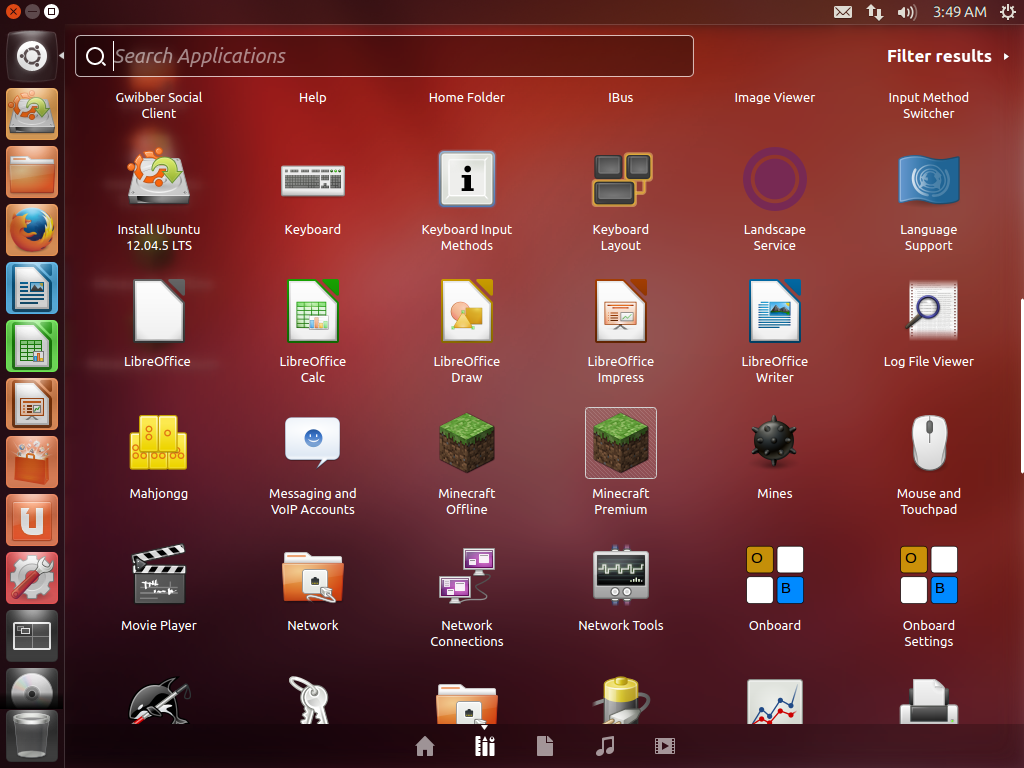 3:49 AM
Search Applications
Filter results
Gwibber Social
Client
Help
Home Folder
IBus
Image Viewer
Input Method
Switcher
Install Ubuntu
12.04.5 LTS
Keyboard
Keyboard Input
Methods
Keyboard
Layout
Landscape
Service
Language
Support
LibreOffice
LibreOffice
Calc
LibreOffice
Draw
LibreOffice
Impress
LibreOffice
Writer
Log File Viewer
Mahjongg
Messaging and
VoIP Accounts
Minecraft
Offline
Minecraft
Premium
Mines
Mouse and
Touchpad
Movie Player
Network
Network
Connections
Network Tools
O
B
Onboard
O
B
Onboard
Settings